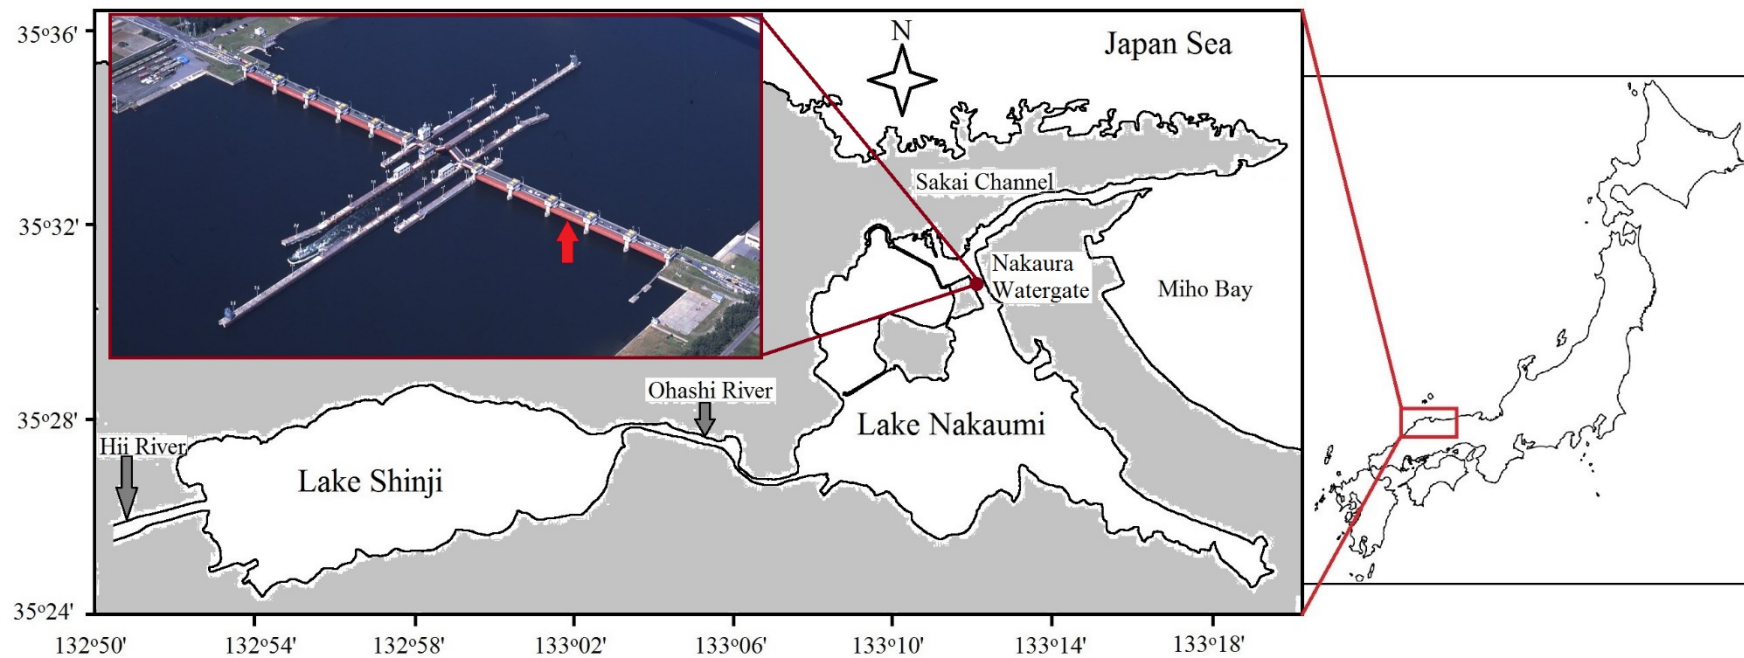 35°36'
35°32'
35°28'
35°24'
N
Japan Sea
Sakai Channel
Nakaura
Watergate
Miho Bay
Ohashi River
Lake Nakaumi
Hii River
Lake Shinji
132°50'
132°54'
132°58'
133°02'
133°06'
133°10'
133°14'
133°18'